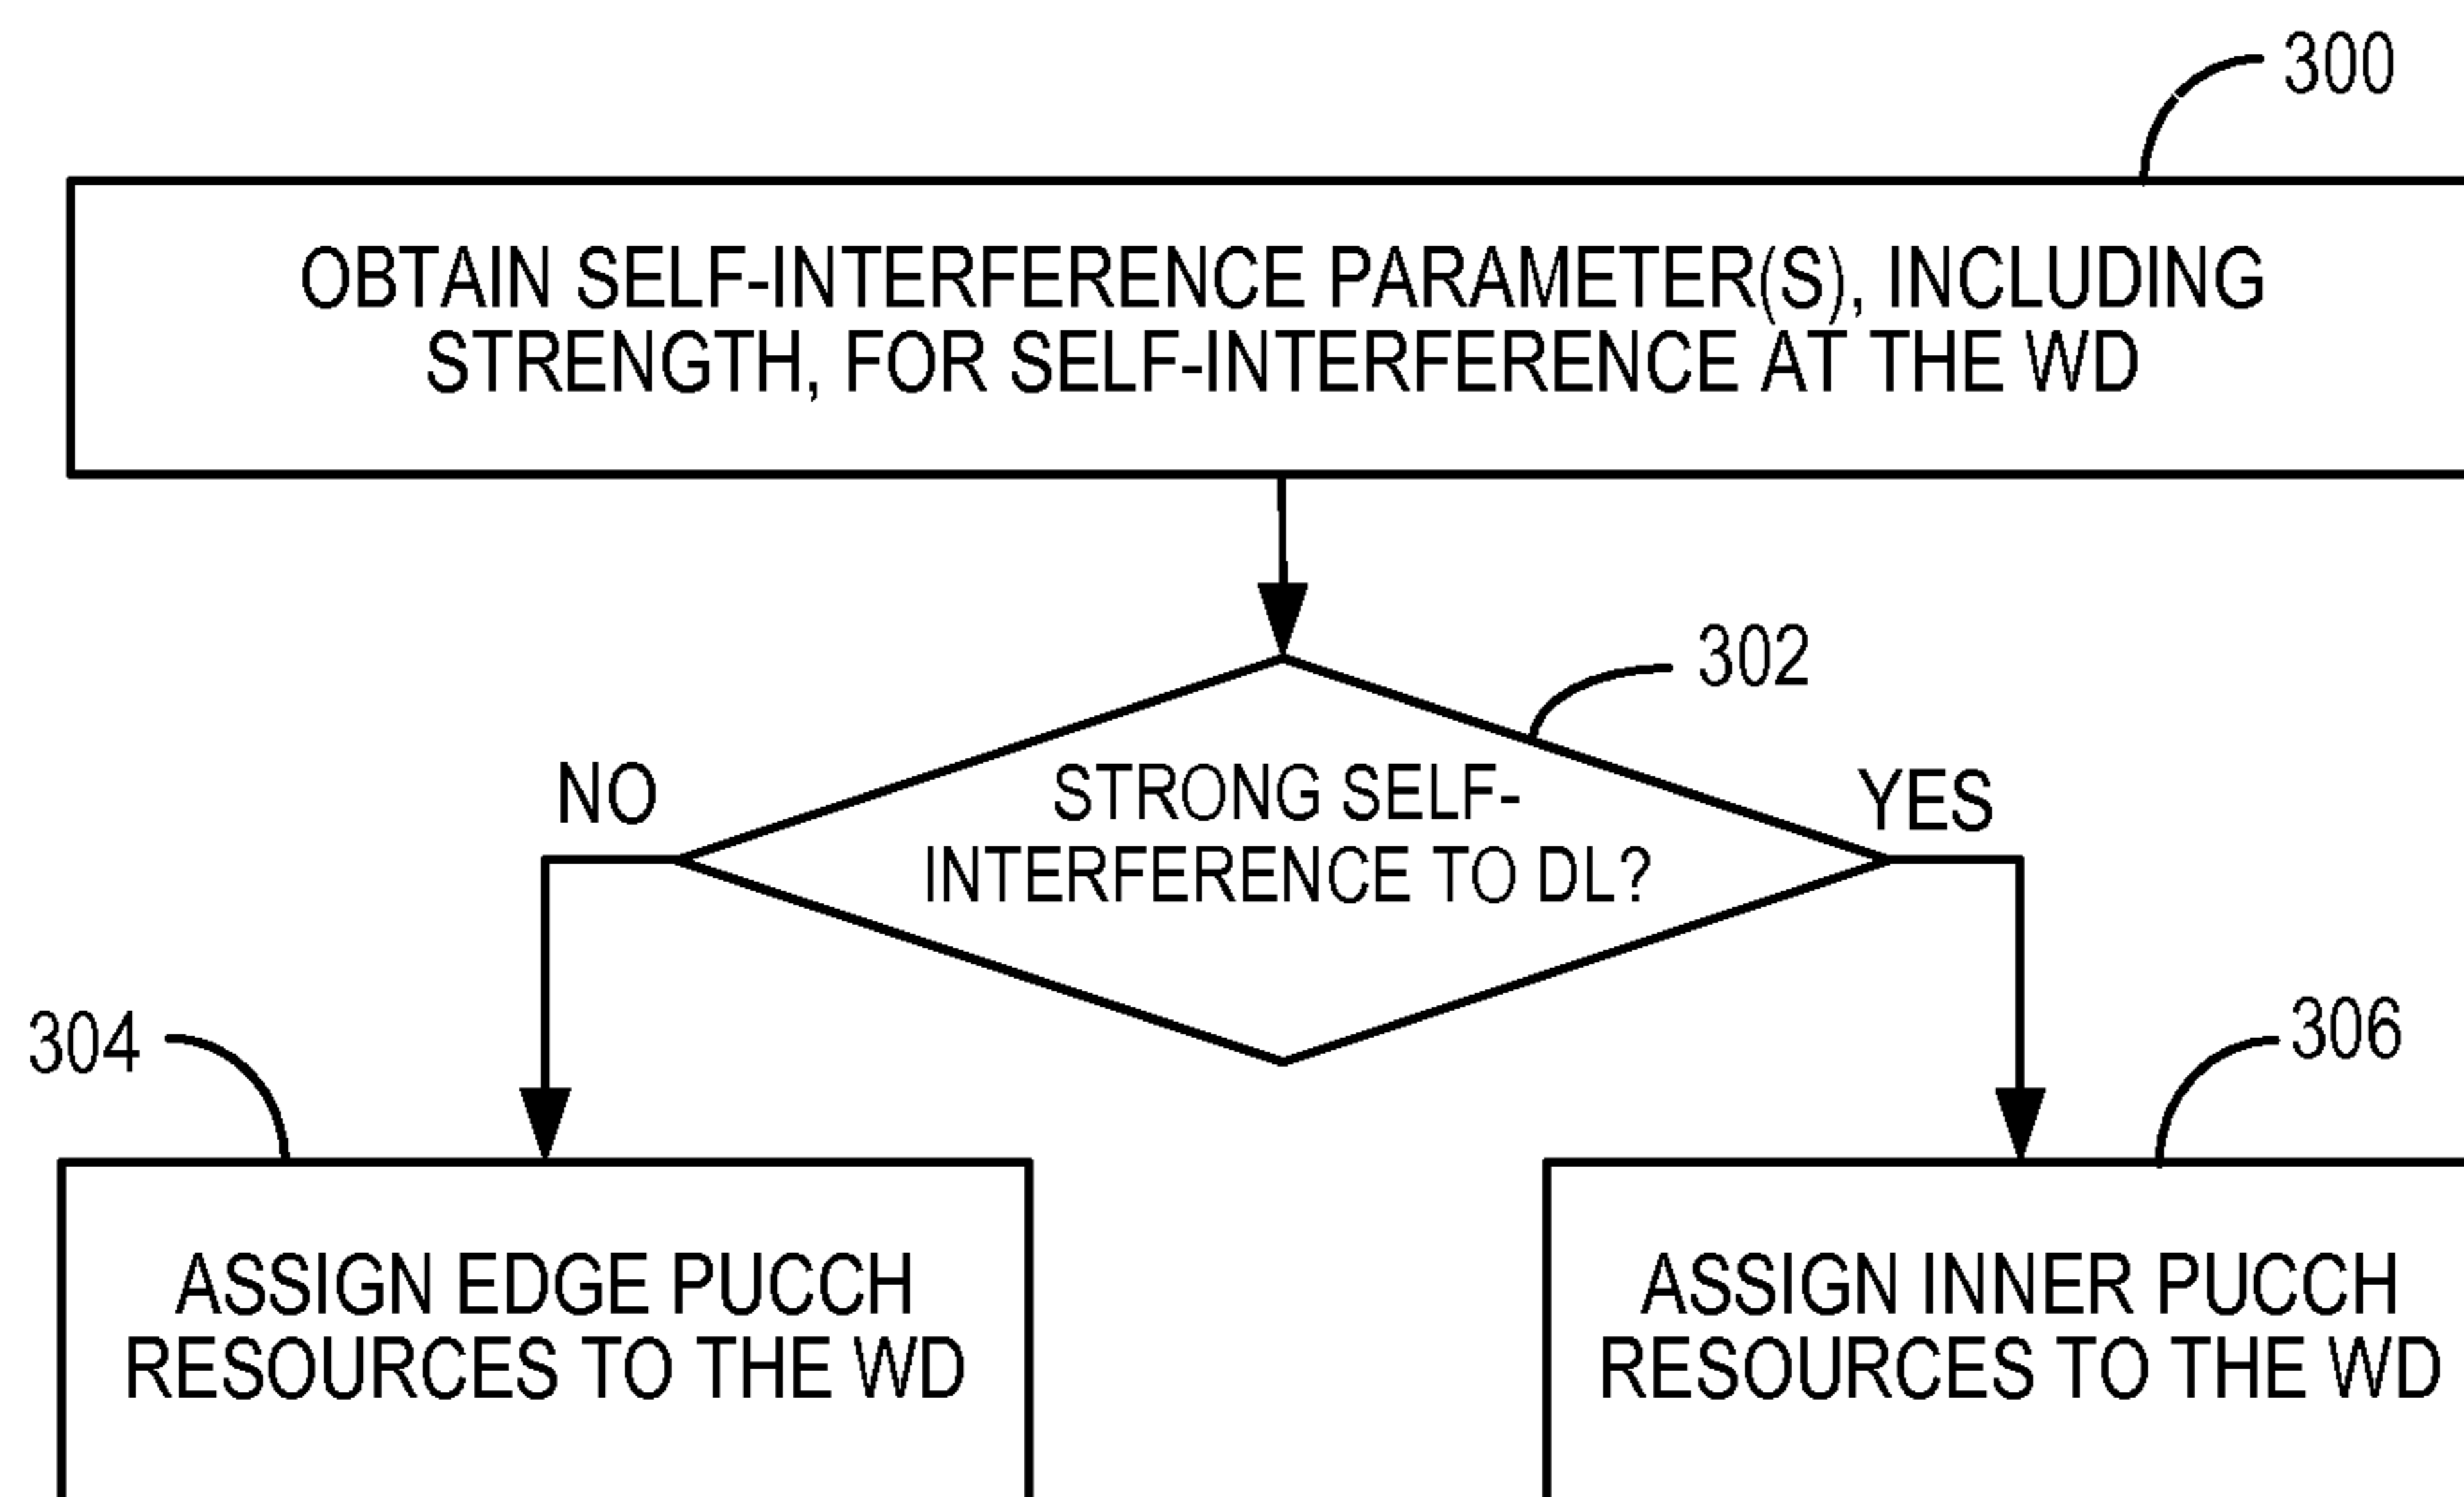 300
OBTAIN SELF-INTERFERENCE PARAMETER(S), INCLUDING
STRENGTH, FOR SELF-INTERFERENCE AT THE WD
302
NO
STRONG SELF-
INTERFERENCE TO DL?
YES
304
306
ASSIGN EDGE PUCCH
RESOURCES TO THE WD
ASSIGN INNER PUCCH
RESOURCES TO THE WD